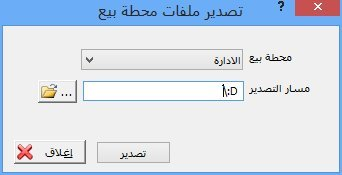 تصدير ملفات محطة بيع
محطة بيع الادارة
مسار التصدير D:\أ ...
تصدير إغلاق